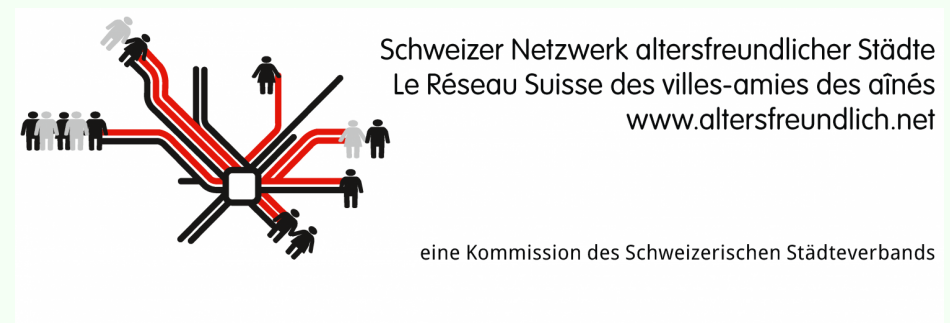 Schweizer Netzwerk altersfreundlicher Städte
Le Réseau Suisse des villes-amies des aînés
www.altersfreundlich.net
eine Kommission des Schweizerischen Städteverbands